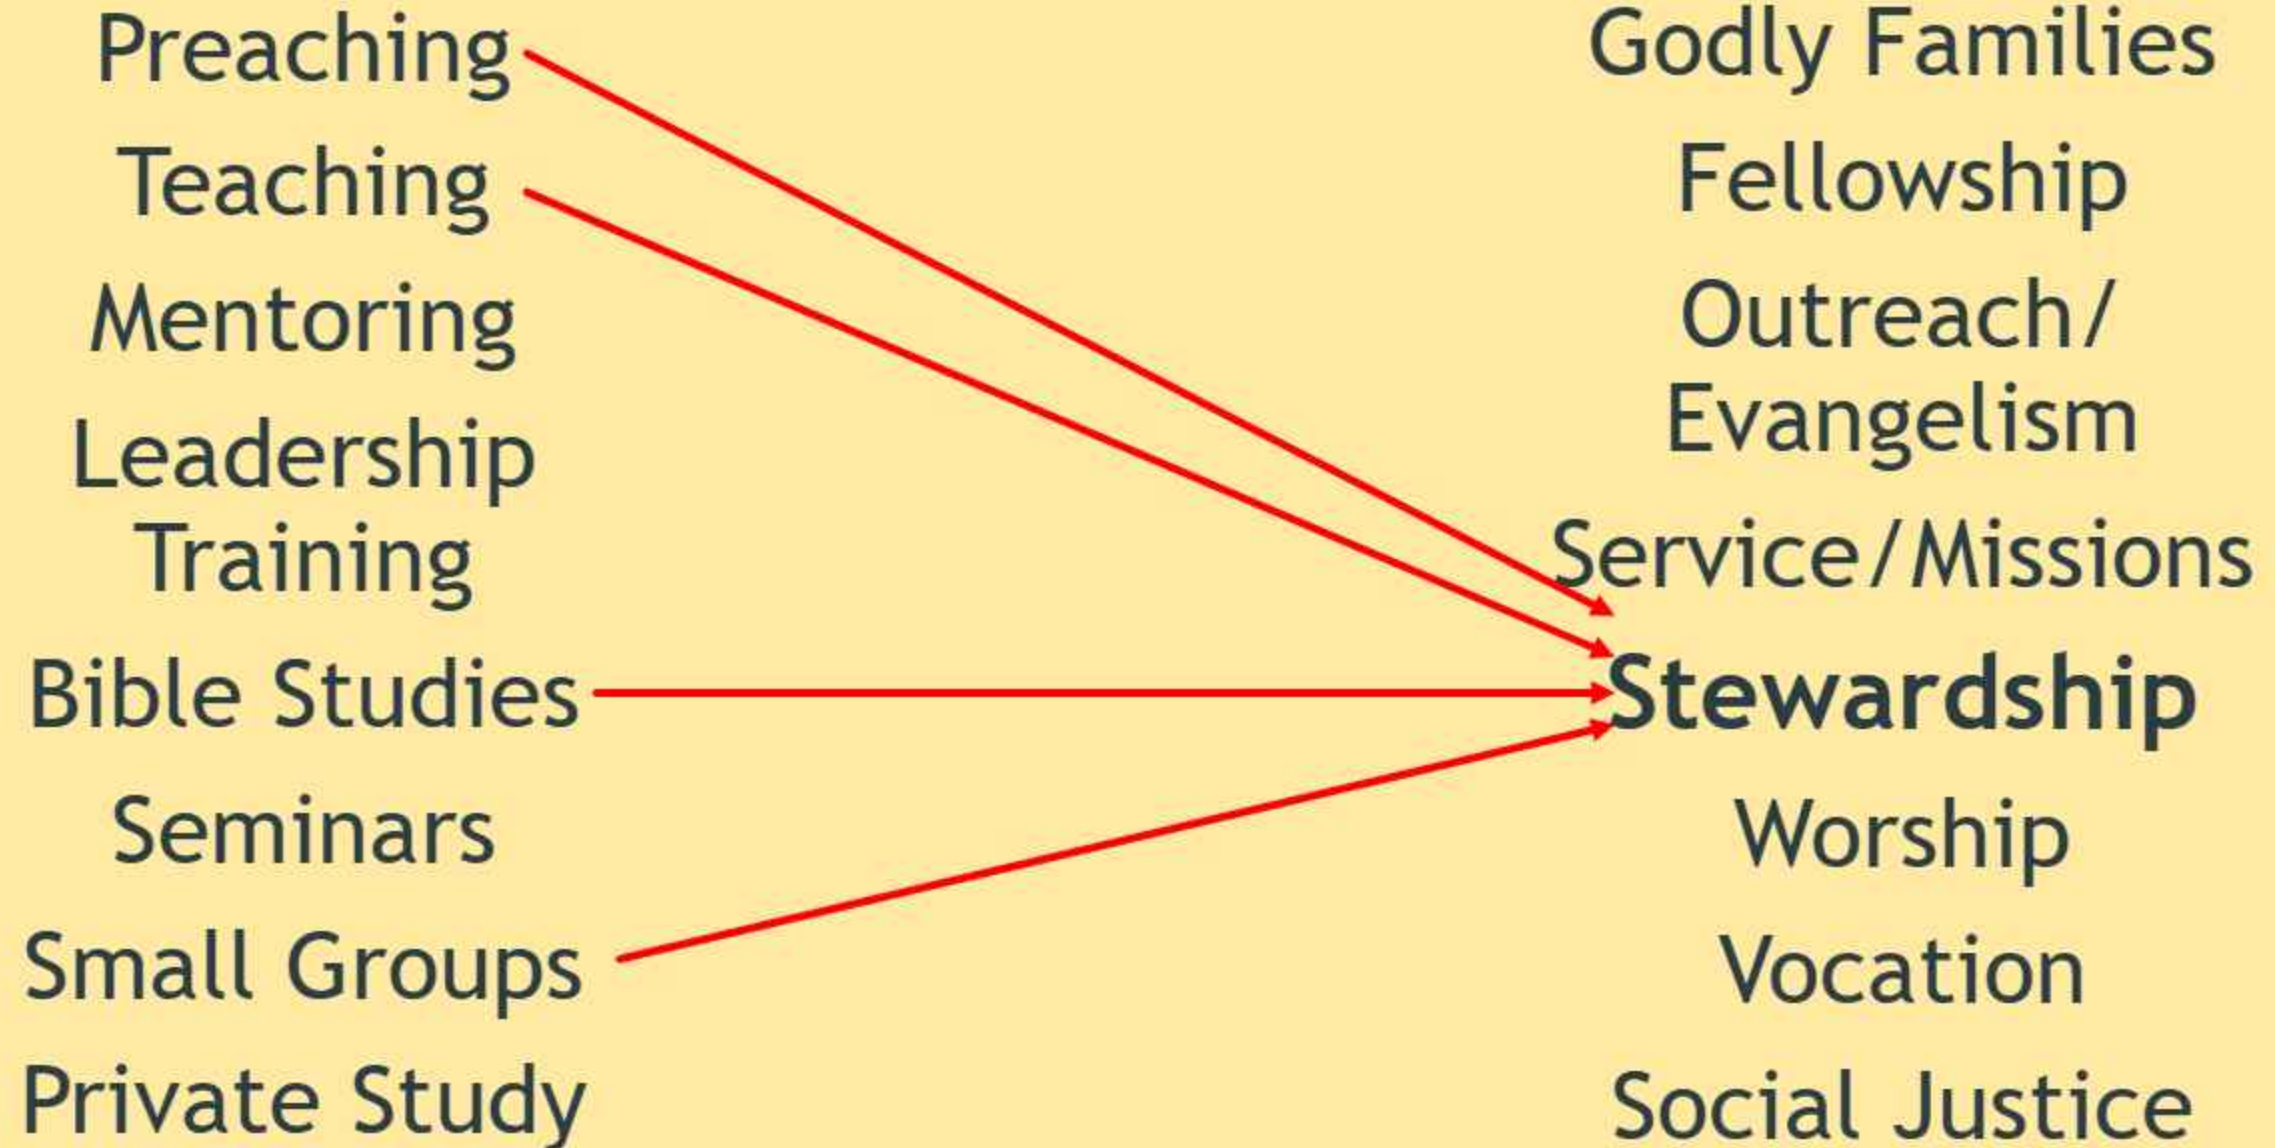 Preaching
Teaching
Mentoring
Leadership
Training
Bible Studies
Seminars
Small Groups
Private Study
Godly Families
Fellowship
Outreach/
Evangelism
Service/Missions
Stewardship
Worship
Vocation
Social Justice